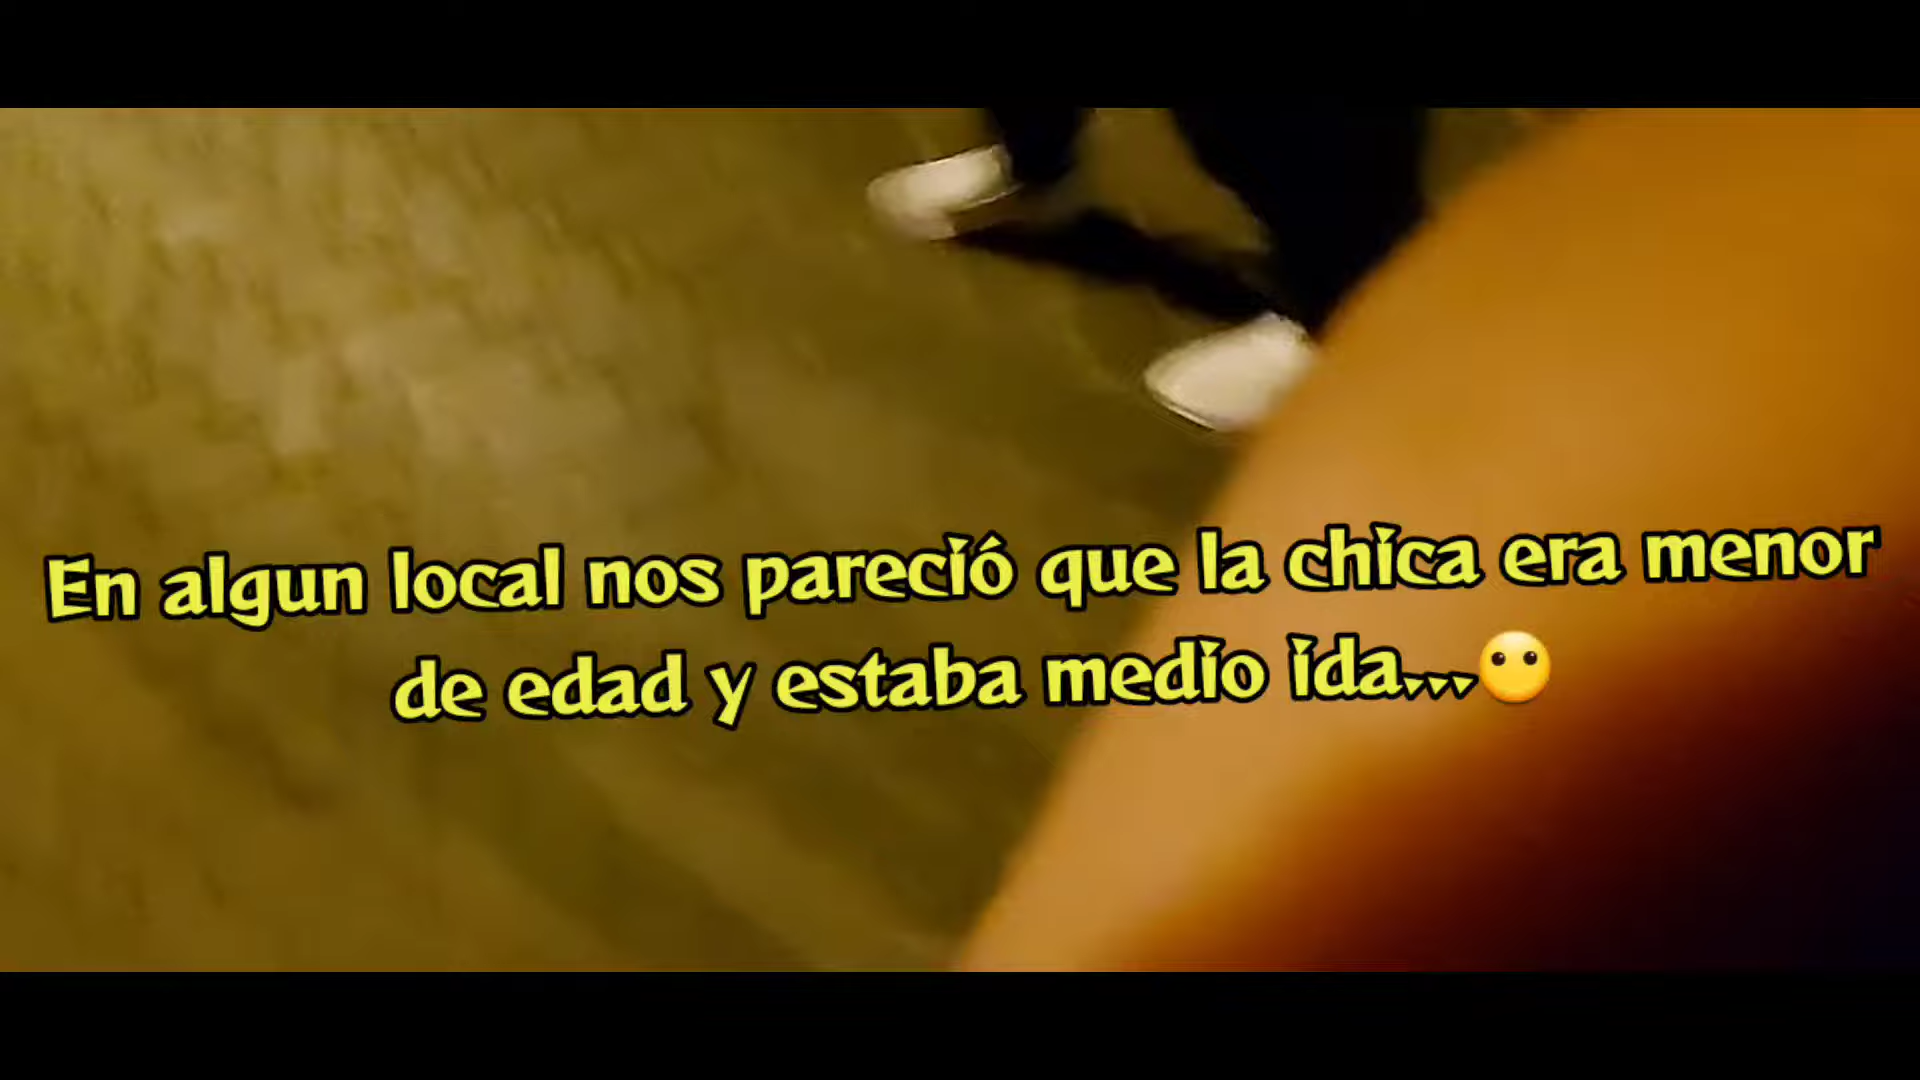 En algun local nos pareció que la chica era menor
de edad y estaba medio ida...😶